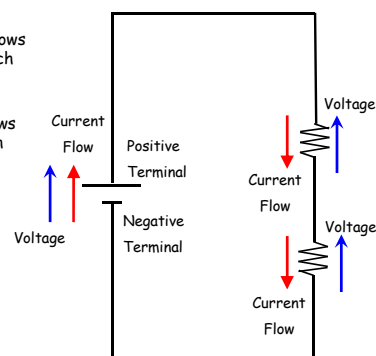 Voltage
Current
Flow
Positive
Terminal
Negative
Terminal
Voltage
Current
Flow
Voltage
Current
Flow